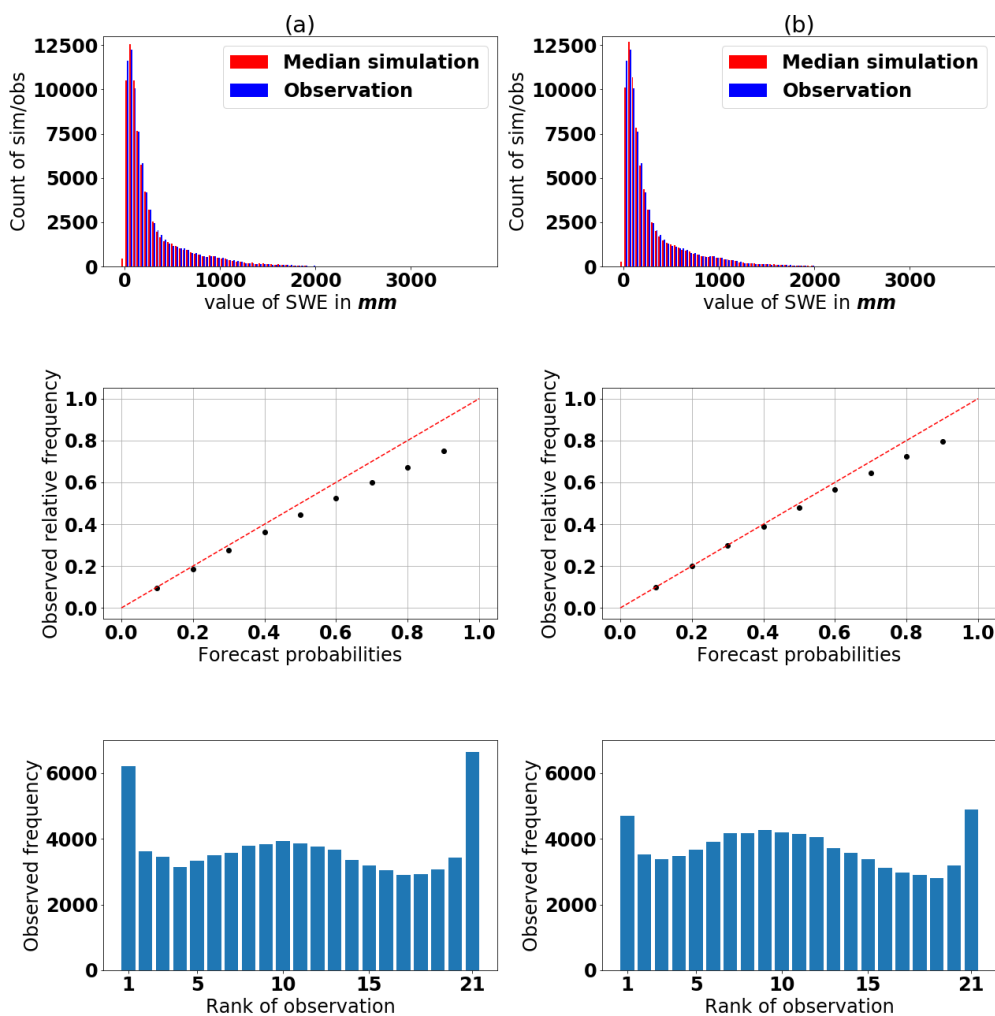 (a)
12500
10000
7500
5000
2500
0
Count of sim/obs
Median simulation
Observation
0 1000 2000 3000
value of SWE in mm
(b)
12500
10000
7500
5000
2500
0
Count of sim/obs
Median simulation
Observation
0 1000 2000 3000
value of SWE in mm
1.0
0.8
0.6
0.4
0.2
0.0
Observed relative frequency
0.0 0.2 0.4 0.6 0.8 1.0
Forecast probabilities
1.0
0.8
0.6
0.4
0.2
0.0
Observed relative frequency
0.0 0.2 0.4 0.6 0.8 1.0
Forecast probabilities
6000
4000
2000
0
Observed frequency
1 5 10 15 21
Rank of observation
6000
4000
2000
0
Observed frequency
1 5 10 15 21
Rank of observation